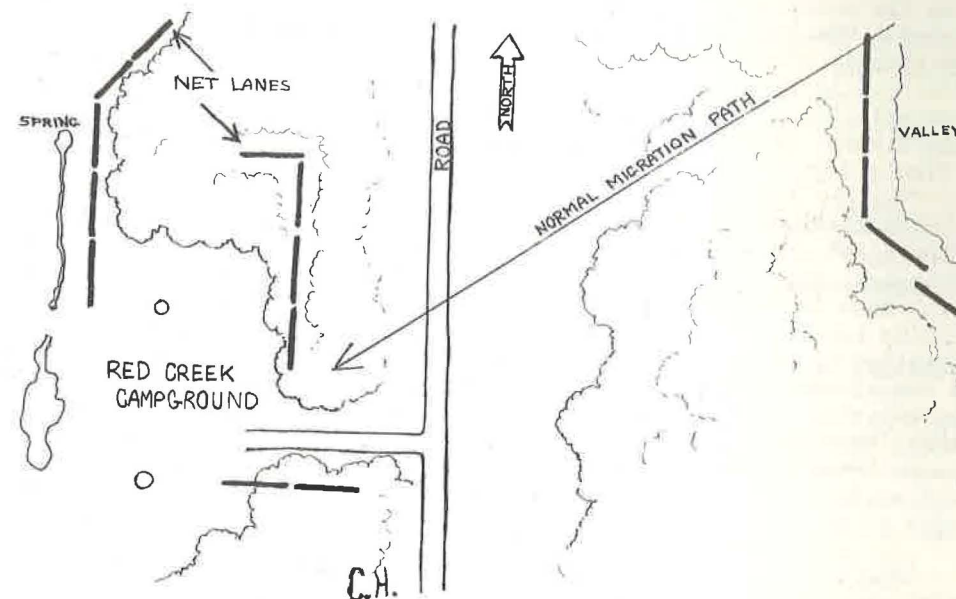 NET LANES
SPRING
ROAD
NORTH
NORMAL MIGRATION PATH
VALLEY
RED CREEK
CAMPGROUND
C.H.